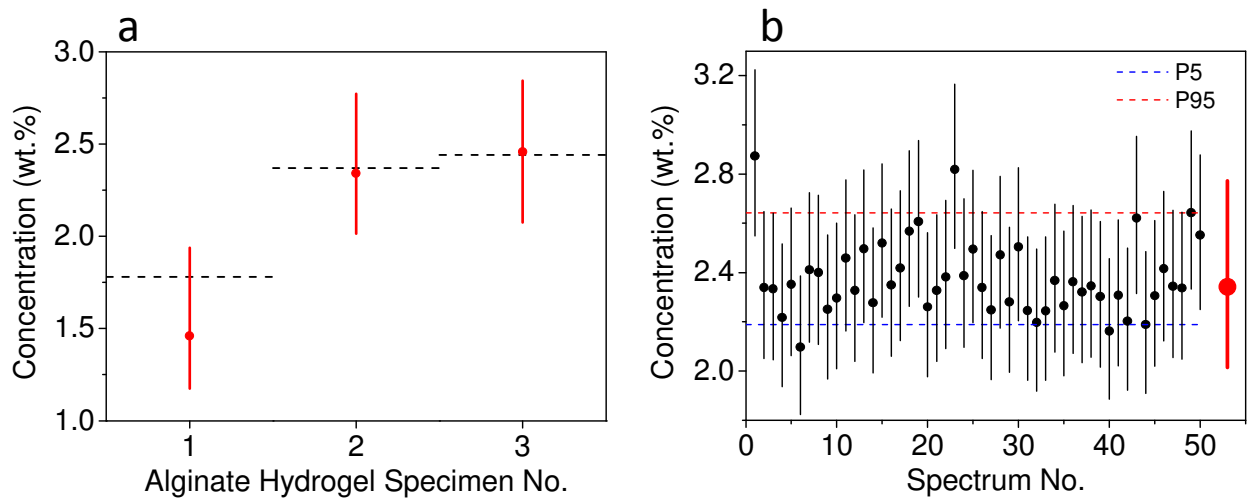 a
3.0
2.5
2.0
1.5
1.0
Concentration (wt.%)
1 2 3
Alginate Hydrogel Specimen No.
b
P5
P95
3.2
2.8
2.4
2.0
Concentration (wt.%)
0 10 20 30 40 50
Spectrum No.